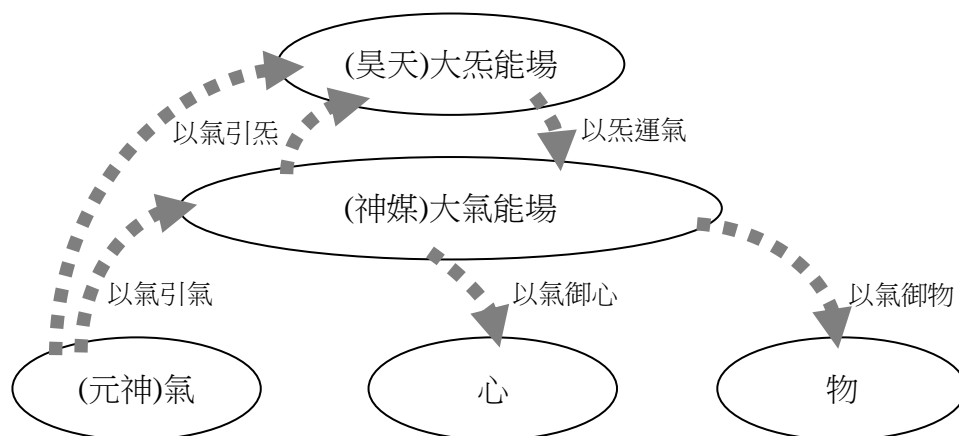 (昊天)大炁能場
以氣引炁
以炁運氣
(神媒)大氣能場
以氣引氣
以氣御心
以氣御物
(元神)氣
心
物